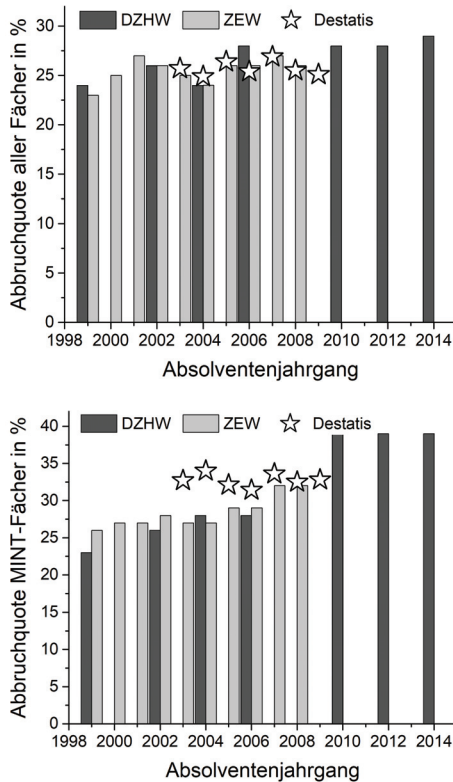 DZHW ZEW Destatis
30
25
20
15
10
5
0
Abbruchquote aller Fächer in %
1998 2000 2002 2004 2006 2008 2010 2012 2014
Absolventenjahrgang
DZHW ZEW Destatis
40
35
30
25
20
15
10
5
0
Abbruchquote MINT-Fächer in %
1998 2000 2002 2004 2006 2008 2010 2012 2014
Absolventenjahrgang